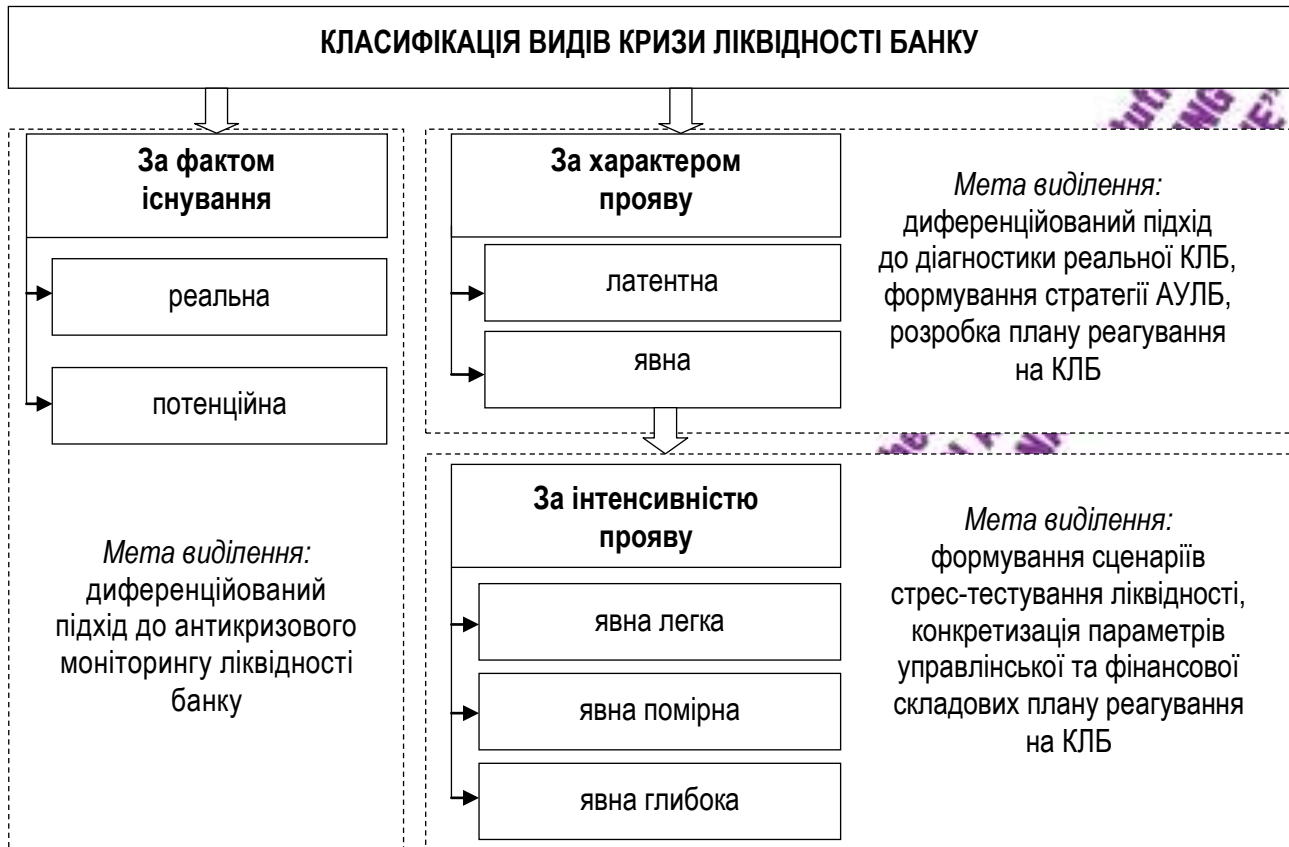 КЛАСИФІКАЦІЯ ВИДІВ КРИЗИ ЛІКВІДНОСТІ БАНКУ
За фактом
існування
реальна
потенційна
Мета виділення:
диференційований
підхід до антикризового
моніторингу ліквідності
банку
За характером
прояву
латентна
явна
Мета виділення:
диференційований підхід
до діагностики реальної КЛБ,
формування стратегії АУЛБ,
розробка плану реагування
на КЛБ
За інтенсивністю
прояву
явна легка
явна помірна
явна глибока
Мета виділення:
формування сценаріїв
стрес-тестування ліквідності,
конкретизація параметрів
управлінської та фінансової
складових плану реагування
на КЛБ